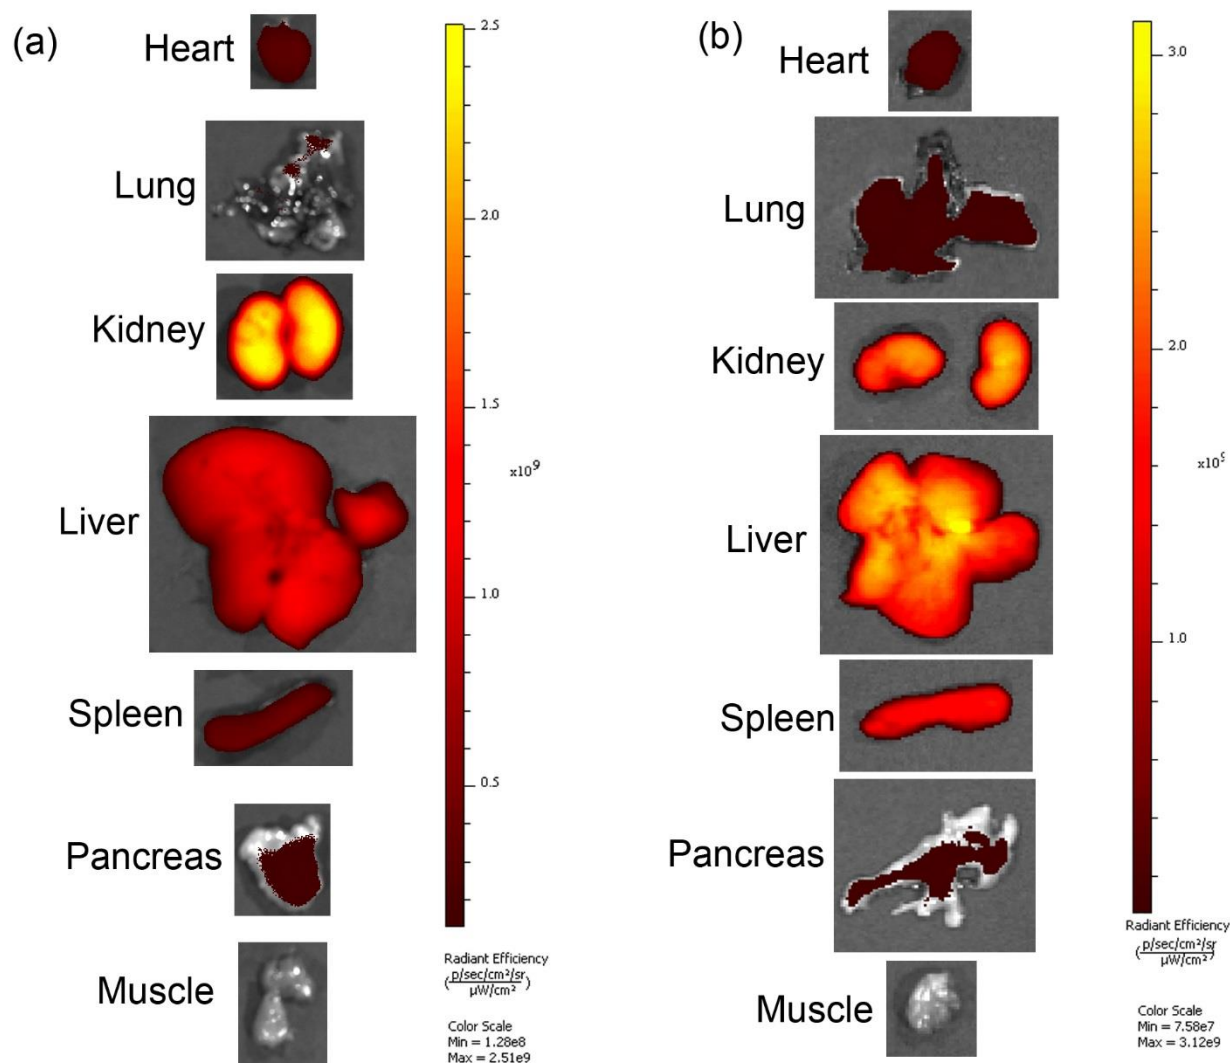 (a)
Heart
Lung
Kidney
Liver
Spleen
Pancreas
Muscle
2.5
2.0
1.5
x10⁹
1.0
0.5
Radiant Efficiency
(p/sec/cm²/sr
µW/cm²)
Color Scale
Min = 1.28e8
Max = 2.51e9
(b)
Heart
Lung
Kidney
Liver
Spleen
Pancreas
Muscle
3.0
2.0
1.0
Radiant Efficiency
(p/sec/cm²/sr
µW/cm²)
Color Scale
Min = 7.58e7
Max = 3.12e9